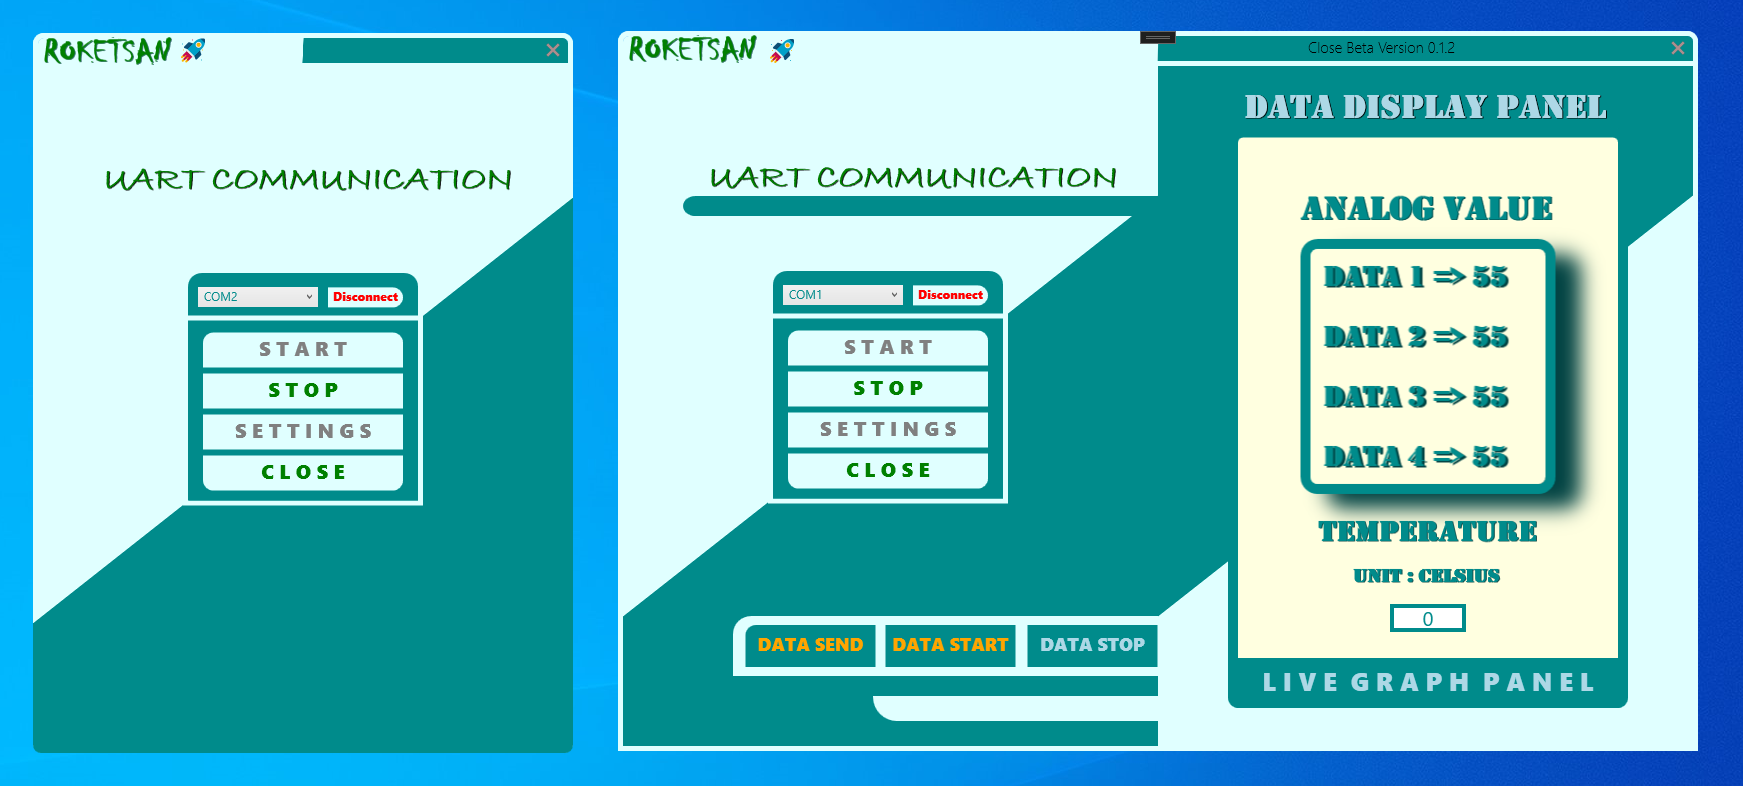 ROKETSAN
UART COMMUNICATION
COM2
Disconnect
START
STOP
SETTINGS
CLOSE
ROKETSAN
Close Beta Version 0.1.2
UART COMMUNICATION
COM1
Disconnect
START
STOP
SETTINGS
CLOSE
DATA SEND
DATA START
DATA STOP
DATA DISPLAY PANEL
ANALOG VALUE
DATA 1 => 55
DATA 2 => 55
DATA 3 => 55
DATA 4 => 55
TEMPERATURE
UNIT : CELSIUS
0
LIVE GRAPH PANEL